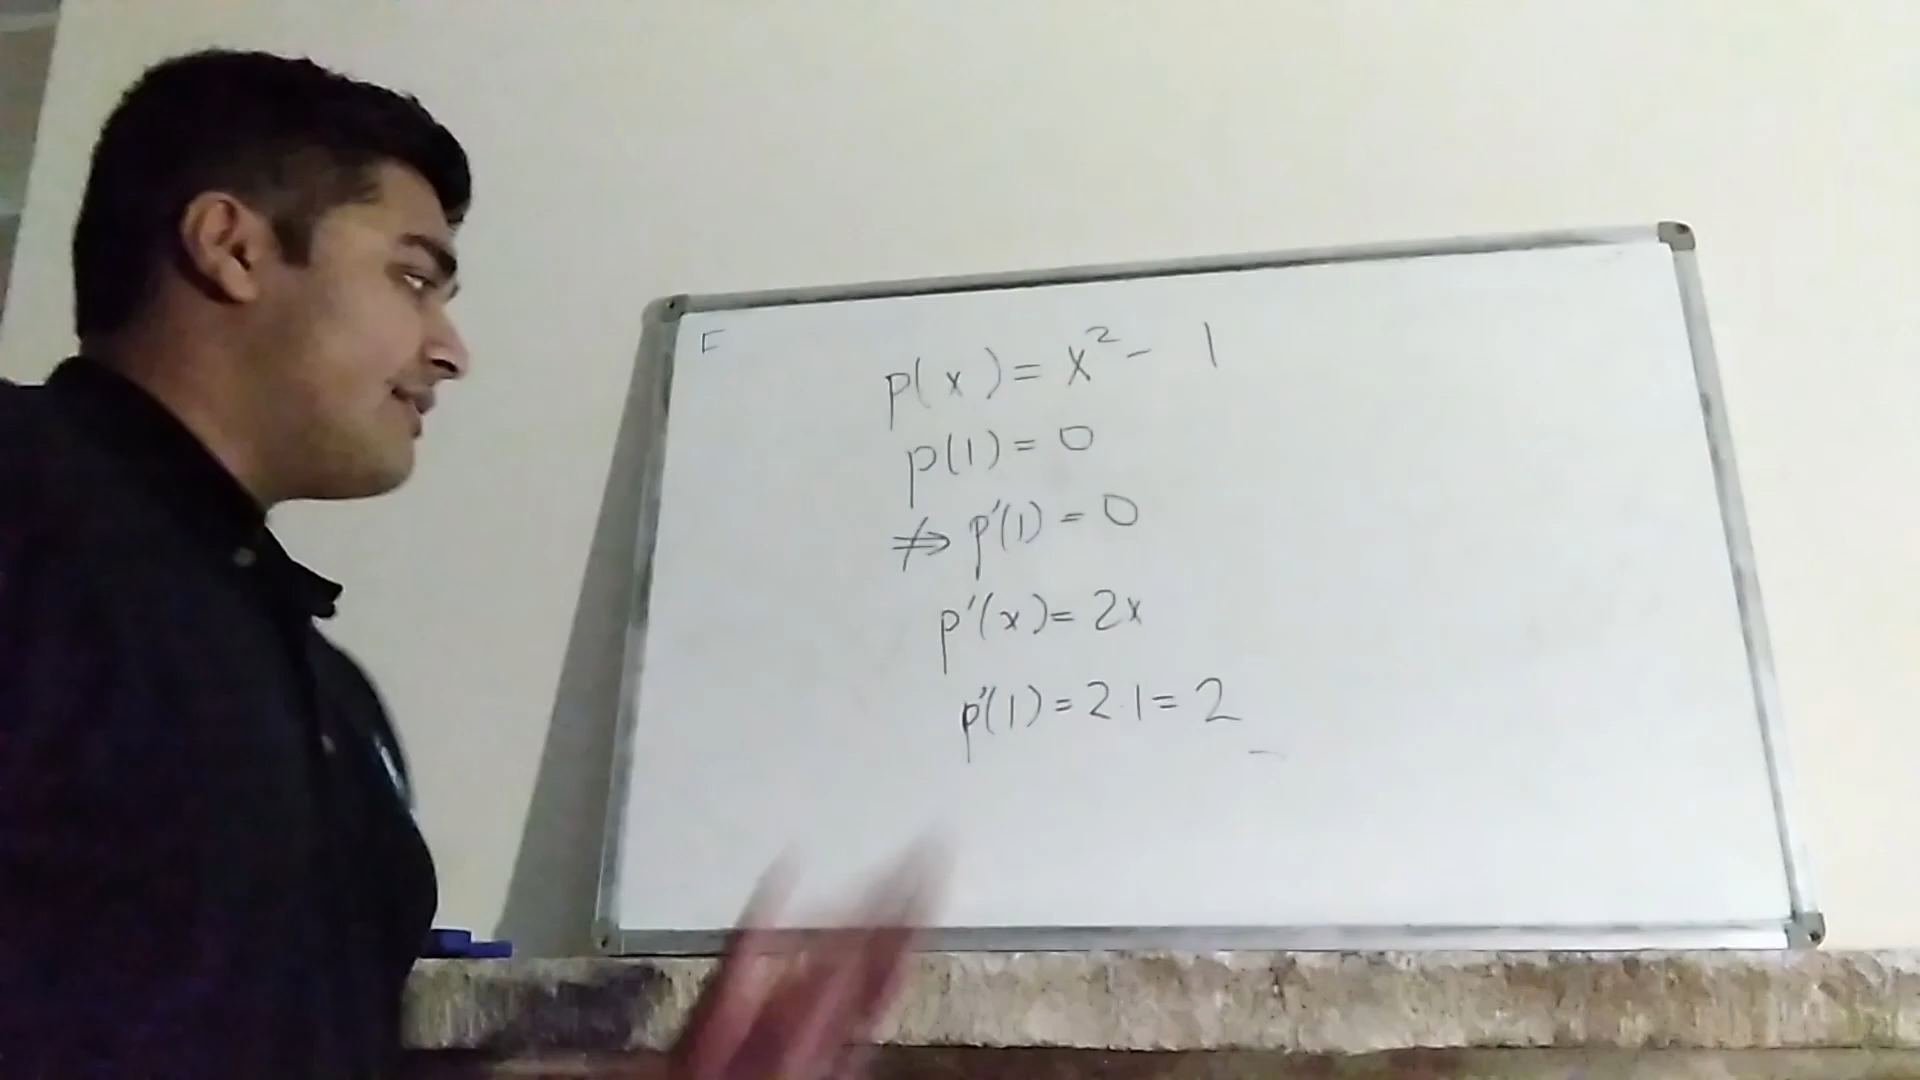 F
p(x) = x² - 1
p(1) = 0
⇏ p'(1) = 0
p'(x) = 2x
p'(1) = 2.1 = 2